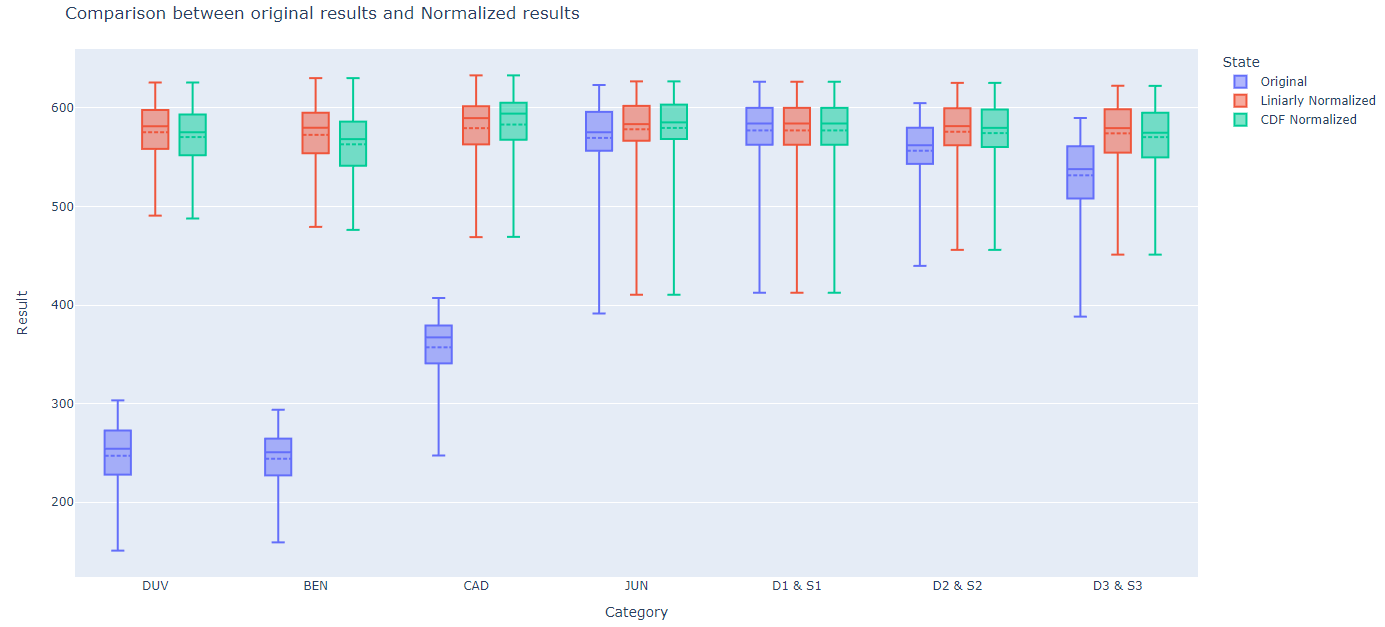 Comparison between original results and Normalized results
State
Original
Liniarly Normalized
CDF Normalized
600
500
400
300
200
Result
DUV BEN CAD JUN D1 & S1 D2 & S2 D3 & S3
Category